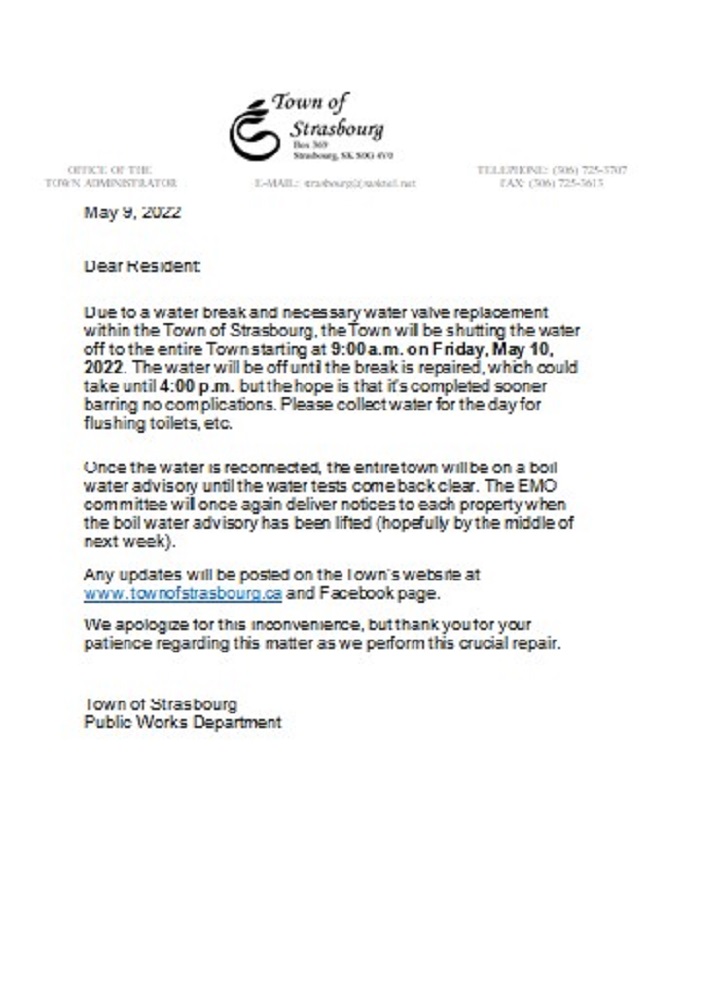 Town of
Strasbourg
Box 369
Strasbourg, SK S0G 4V0
OFFICE OF THE
TOWN ADMINISTRATOR
E-MAIL: strasbourg@sasktel.net
TELEPHONE: (306) 725-3707
FAX: (306) 725-3613
May 9, 2022
Dear Resident
Due to a water break and necessary water valve replacement
within the Town of Strasbourg, the Town will be shutting the water
off to the entire Town starting at 9:00 a.m. on Friday, May 10,
2022. The water will be off until the break is repaired, which could
take until 4:00 p.m. but the hope is that it's completed sooner
barring no complications. Please collect water for the day for
flushing toilets, etc.
Once the water is reconnected, the entire town will be on a boil
water advisory until the water tests come back clear. The EMO
committee will once again deliver notices to each property when
the boil water advisory has been lifted (hopefully by the middle of
next week).
Any updates will be posted on the Town's website at
www.townofstrasbourg.ca and Facebook page.
We apologize for this inconvenience, but thank you for your
patience regarding this matter as we perform this crucial repair.
Town of Strasbourg
Public Works Department